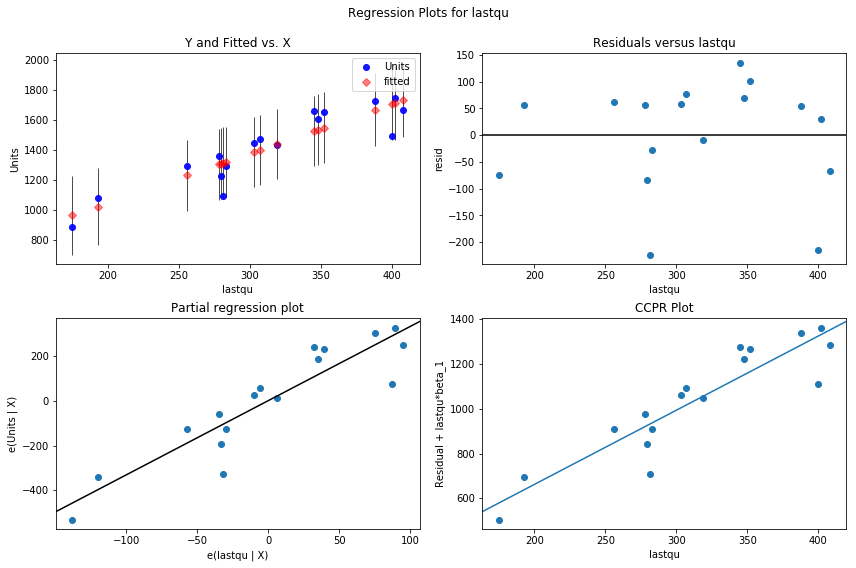 Regression Plots for lastqu
Y and Fitted vs. X
Units
fitted
Units
2000
1800
1600
1400
1200
1000
800
200
250
300
350
400
lastqu
Residuals versus lastqu
resid
150
100
50
0
−50
−100
−150
−200
200
250
300
350
400
lastqu
Partial regression plot
e(Units | X)
200
0
−200
−400
−100
−50
0
50
100
e(lastqu | X)
CCPR Plot
Residual + lastqu*beta_1
1400
1200
1000
800
600
200
250
300
350
400
lastqu